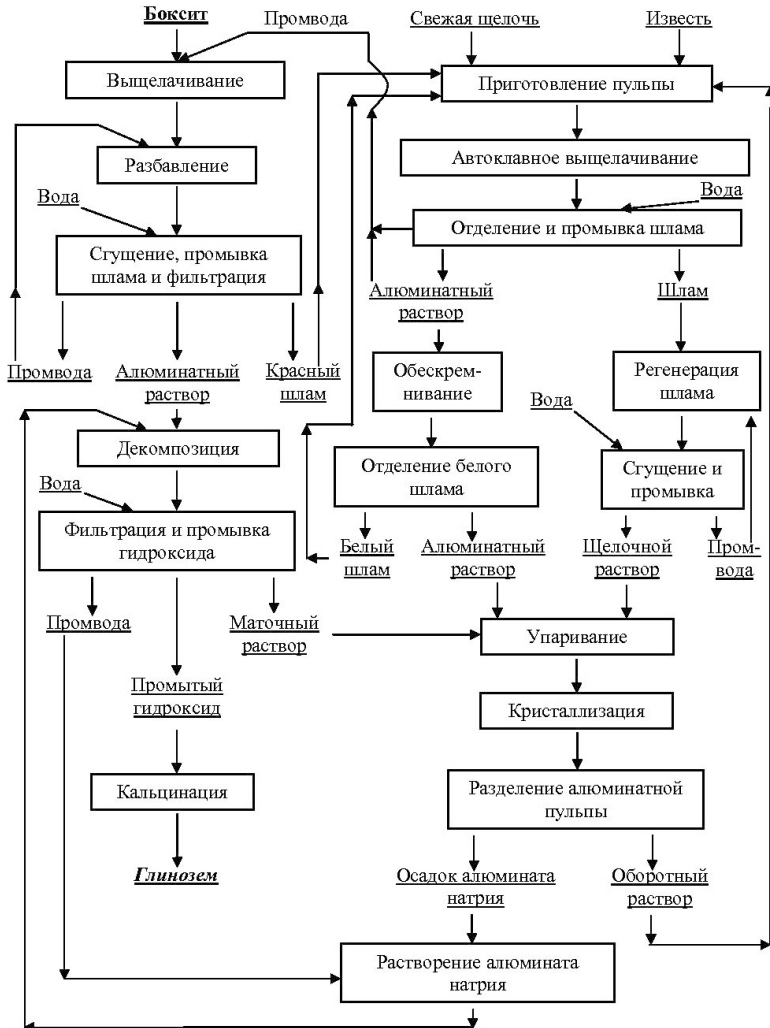 Боксит
Промвода
Свежая щелочь
Известь
Выщелачивание
Приготовление пульпы
Разбавление
Автоклавное выщелачивание
Вода
Вода
Сгущение, промывка
шлама и фильтрация
Отделение и промывка шлама
Промвода
Алюминатный
раствор
Красный
шлам
Алюминатный
раствор
Шлам
Обескрем-
нивание
Регенерация
шлама
Вода
Декомпозиция
Отделение белого
шлама
Сгущение и
промывка
Вода
Фильтрация и промывка
гидроксида
Белый
шлам
Алюминатный
раствор
Щелочной
раствор
Пром-
вода
Промвода
Маточный
раствор
Упаривание
Промытый
гидроксид
Кристаллизация
Кальцинация
Разделение алюминатной
пульпы
Глинозем
Осадок алюмината
натрия
Оборотный
раствор
Растворение алюмината
натрия